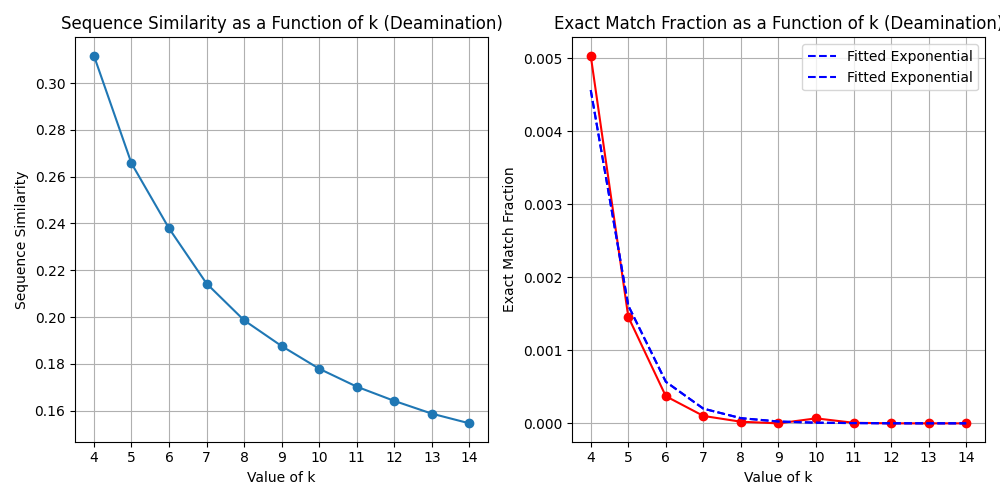 Sequence Similarity as a Function of k (Deamination)
0.30
0.28
0.26
0.24
0.22
0.20
0.18
0.16
Sequence Similarity
4 5 6 7 8 9 10 11 12 13 14
Value of k
Exact Match Fraction as a Function of k (Deamination)
Fitted Exponential
Fitted Exponential
0.005
0.004
0.003
0.002
0.001
0.000
Exact Match Fraction
4 5 6 7 8 9 10 11 12 13 14
Value of k